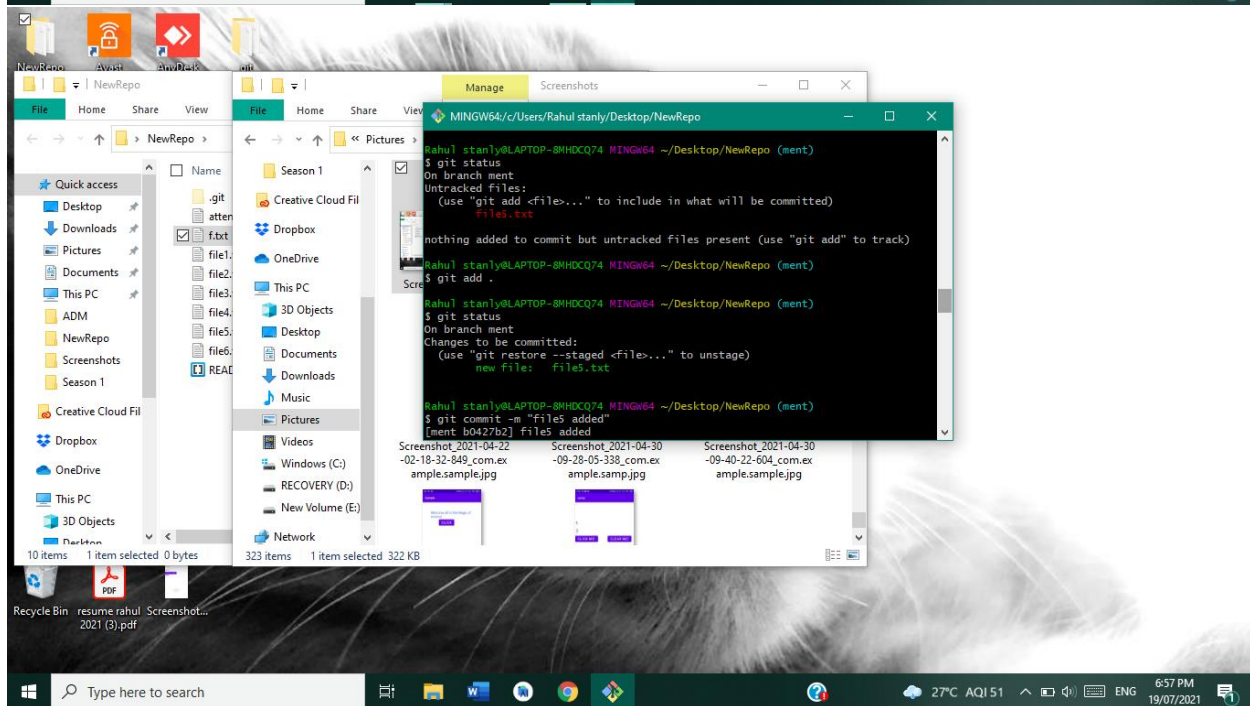 NewRepo
Avast
AnyDesk
git
NewRepo
File Home Share View
NewRepo
Name
Quick access
Desktop
Downloads
Pictures
Documents
This PC
ADM
NewRepo
Screenshots
Season 1
Creative Cloud Fil
Dropbox
OneDrive
This PC
3D Objects
Desktop
.git
atten
f.txt
file1.
file2.
file3.
file4.
file5.
file6.
READ
10 items 1 item selected 0 bytes
Manage
Screenshots
File Home Share View
« Pictures
Season 1
Creative Cloud Fil
Dropbox
OneDrive
This PC
3D Objects
Desktop
Documents
Downloads
Music
Pictures
Videos
Windows (C:)
RECOVERY (D:)
New Volume (E:)
Network
Scre
Screenshot_2021-04-22
-02-18-32-849_com.ex
ample.sample.jpg
Screenshot_2021-04-30
-09-28-05-338_com.ex
ample.samp.jpg
Screenshot_2021-04-30
-09-40-22-604_com.ex
ample.sample.jpg
323 items 1 item selected 322 KB
MINGW64:/c/Users/Rahul stanly/Desktop/NewRepo
Rahul stanly@LAPTOP-8MHDCQ74 MINGW64 ~/Desktop/NewRepo (ment)
$ git status
On branch ment
Untracked files:
(use "git add <file>..." to include in what will be committed)
file5.txt
nothing added to commit but untracked files present (use "git add" to track)
Rahul stanly@LAPTOP-8MHDCQ74 MINGW64 ~/Desktop/NewRepo (ment)
$ git add .
Rahul stanly@LAPTOP-8MHDCQ74 MINGW64 ~/Desktop/NewRepo (ment)
$ git status
On branch ment
Changes to be committed:
(use "git restore --staged <file>..." to unstage)
new file: file5.txt
Rahul stanly@LAPTOP-8MHDCQ74 MINGW64 ~/Desktop/NewRepo (ment)
$ git commit -m "file5 added"
[ment b0427b2] file5 added
Recycle Bin
resume rahul
2021 (3).pdf
Screenshot...
PDF
Type here to search
27°C AQI 51
ENG
6:57 PM
19/07/2021